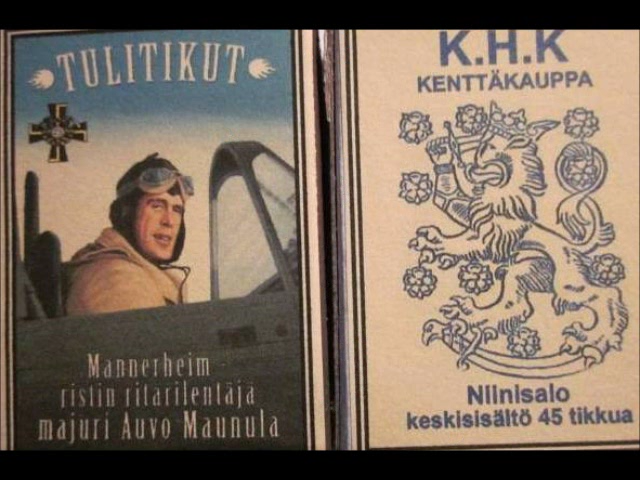 TULITIKUT
Mannerheim -
ristin ritarilentäjä
majuri Auvo Maunula
K.H.K
KENTTÄKAUPPA
Niinisalo
keskisisältö 45 tikkua